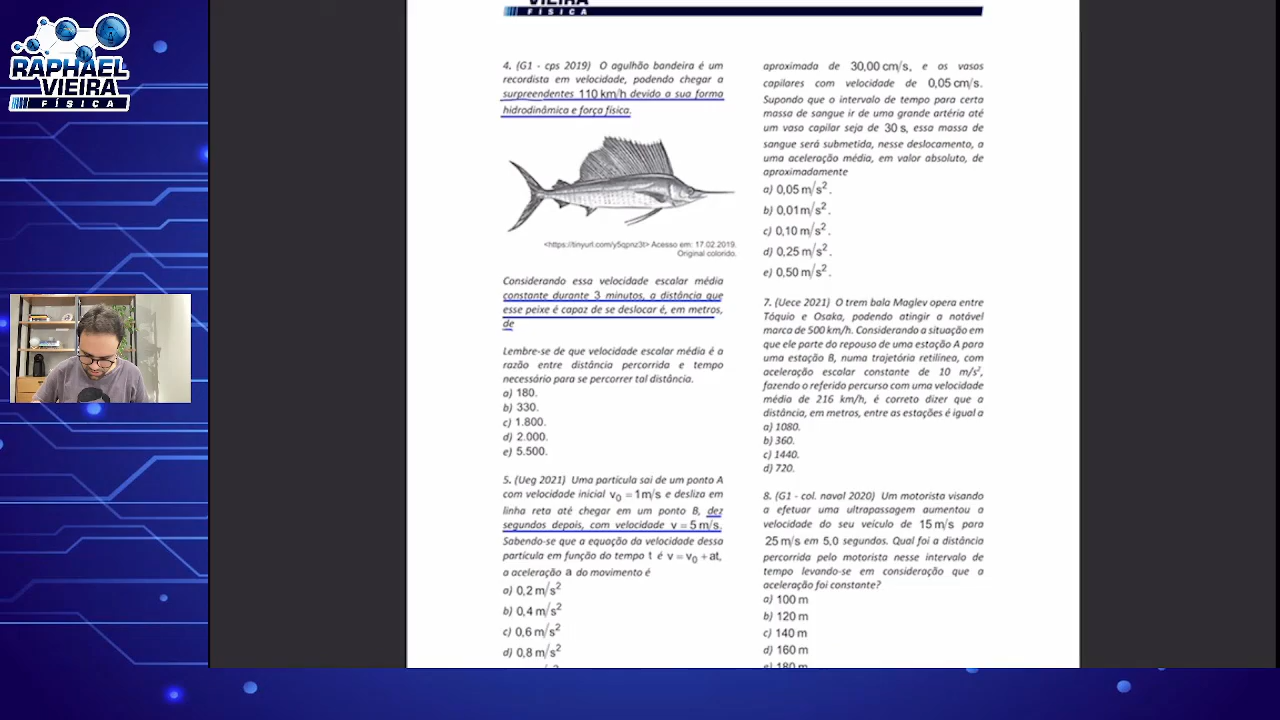 RAPHAEL
VIEIRA
FÍSICA
VIEIRA
FÍSICA
4. (G1 - cps 2019) O agulhão bandeira é um
recordista em velocidade, podendo chegar a
surpreendentes 110 km/h devido a sua forma
hidrodinâmica e força física.
<https://tinyurl.com/y5qpnz3t> Acesso em: 17.02.2019.
Original colorido.
Considerando essa velocidade escalar média
constante durante 3 minutos, a distância que
esse peixe é capaz de se deslocar é, em metros,
de
Lembre-se de que velocidade escalar média é a
razão entre distância percorrida e tempo
necessário para se percorrer tal distância.
a) 180.
b) 330.
c) 1.800.
d) 2.000.
e) 5.500.
5. (Ueg 2021) Uma partícula sai de um ponto A
com velocidade inicial v₀ = 1 m/s e desliza em
linha reta até chegar em um ponto B, dez
segundos depois, com velocidade v = 5 m/s.
Sabendo-se que a equação da velocidade dessa
partícula em função do tempo t é v = v₀ + at,
a aceleração a do movimento é
a) 0,2 m/s²
b) 0,4 m/s²
c) 0,6 m/s²
d) 0,8 m/s²
aproximada de 30,00 cm/s, e os vasos
capilares com velocidade de 0,05 cm/s.
Supondo que o intervalo de tempo para certa
massa de sangue ir de uma grande artéria até
um vaso capilar seja de 30 s, essa massa de
sangue será submetida, nesse deslocamento, a
uma aceleração média, em valor absoluto, de
aproximadamente
a) 0,05 m/s².
b) 0,01 m/s².
c) 0,10 m/s².
d) 0,25 m/s².
e) 0,50 m/s².
7. (Uece 2021) O trem bala Maglev opera entre
Tóquio e Osaka, podendo atingir a notável
marca de 500 km/h. Considerando a situação em
que ele parte do repouso de uma estação A para
uma estação B, numa trajetória retilínea, com
aceleração escalar constante de 10 m/s²,
fazendo o referido percurso com uma velocidade
média de 216 km/h, é correto dizer que a
distância, em metros, entre as estações é igual a
a) 1080.
b) 360.
c) 1440.
d) 720.
8. (G1 - col. naval 2020) Um motorista visando
a efetuar uma ultrapassagem aumentou a
velocidade do seu veículo de 15 m/s para
25 m/s em 5,0 segundos. Qual foi a distância
percorrida pelo motorista nesse intervalo de
tempo levando-se em consideração que a
aceleração foi constante?
a) 100 m
b) 120 m
c) 140 m
d) 160 m
e) 180 m